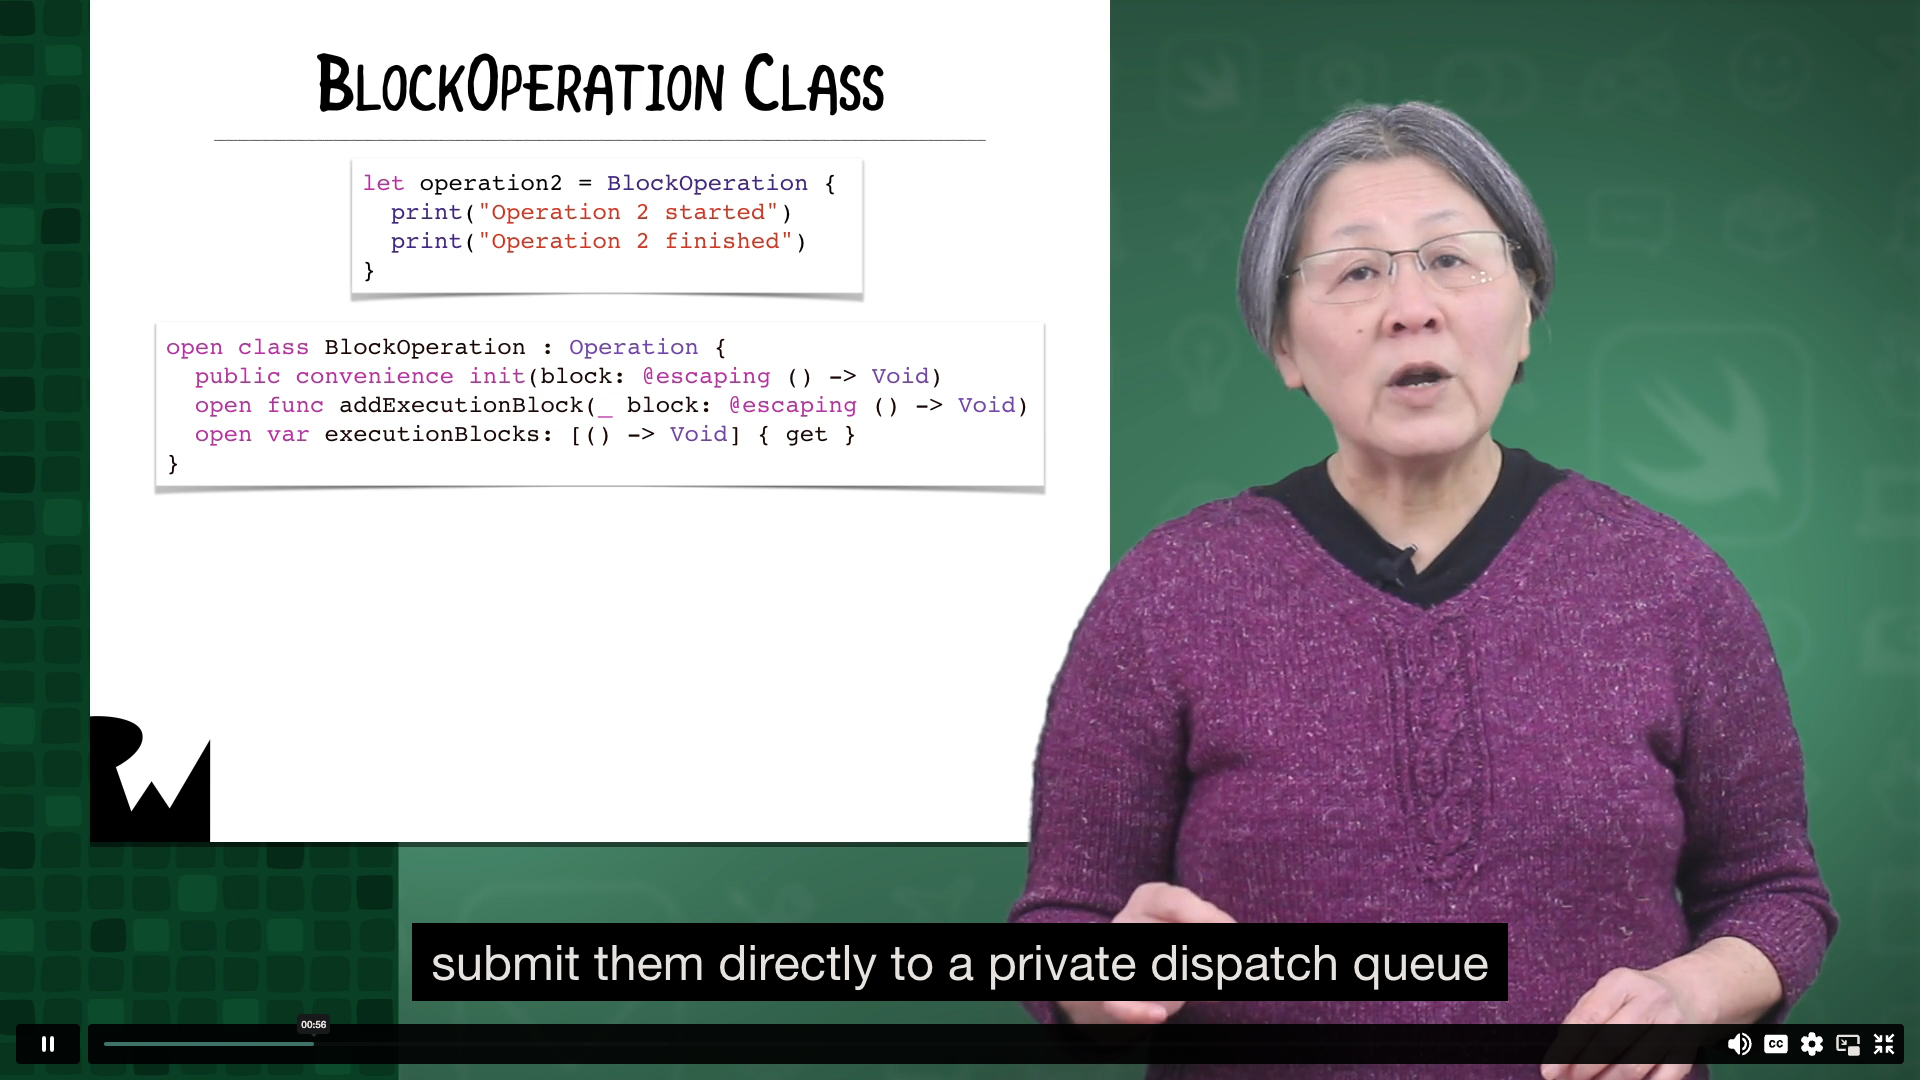 BLOCKOPERATION CLASS
let operation2 = BlockOperation {
  print("Operation 2 started")
  print("Operation 2 finished")
}
open class BlockOperation : Operation {
  public convenience init(block: @escaping () -> Void)
  open func addExecutionBlock(_ block: @escaping () -> Void)
  open var executionBlocks: [() -> Void] { get }
}
RW
submit them directly to a private dispatch queue
00:56
CC